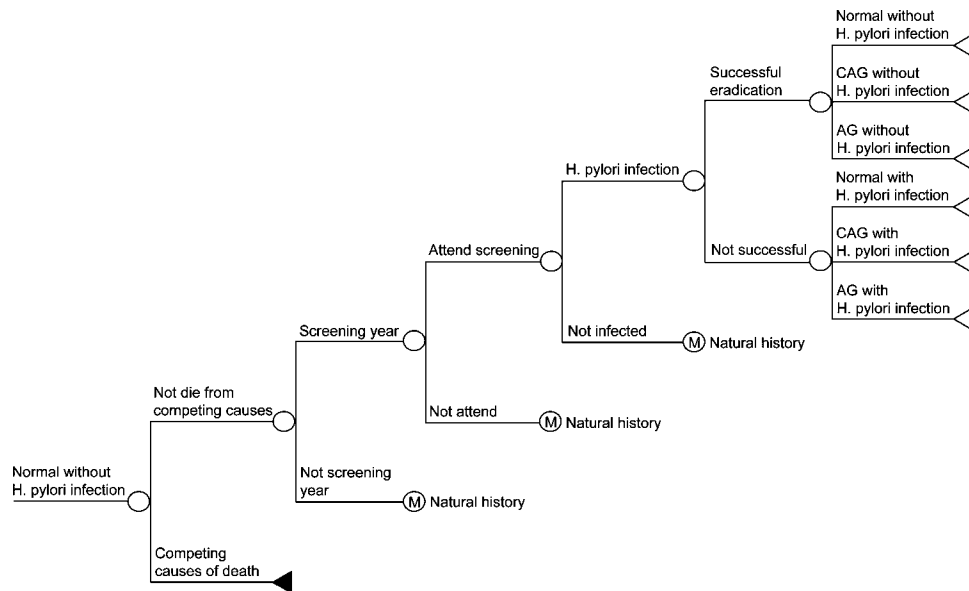 Normal without
H. pylori infection
CAG without
H. pylori infection
AG without
H. pylori infection
Successful
eradication
H. pylori infection
Normal with
H. pylori infection
CAG with
H. pylori infection
AG with
H. pylori infection
Not successful
Attend screening
Not infected
M Natural history
Screening year
Not attend
M Natural history
Not die from
competing causes
Not screening
year
M Natural history
Normal without
H. pylori infection
Competing
causes of death